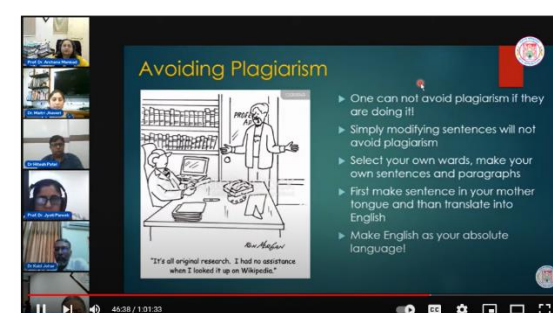 Prof. Dr. Archana Mankad
Avoiding Plagiarism
PROFE
One can not avoid plagiarism if they
are doing it!
Simply modifying sentences will not
avoid plagiarism
Select your own wards, make your
own sentences and paragraphs
First make sentence in your mother
tongue and than translate into
English
Make English as your absolute
language!
"It's all original research. I had no assistance
when I looked it up on Wikipedia."
Dr. Maitri Jhaveri
Dr Hitesh Patel
Prof Dr. Jyoti Pareek
46:38 / 1:01:33
CC